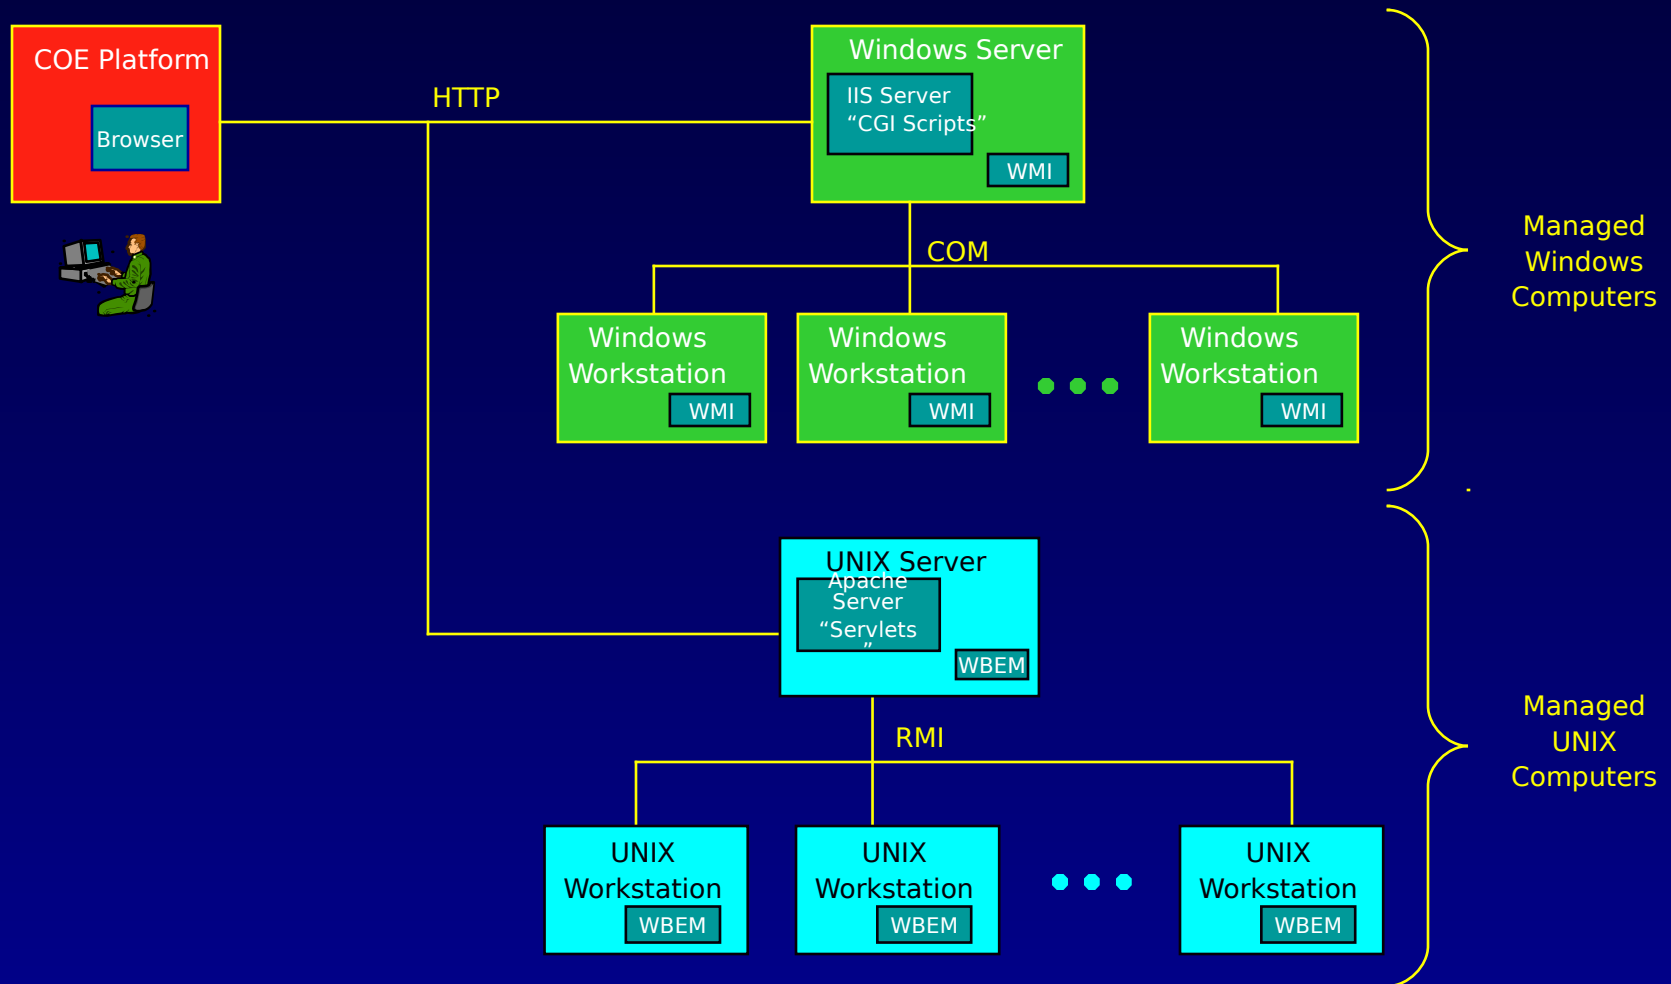 COE Platform
Browser
HTTP
Windows Server
IIS Server
“CGI Scripts”
WMI
COM
Windows
Workstation
WMI
Windows
Workstation
WMI
Windows
Workstation
WMI
Managed
Windows
Computers
UNIX Server
Apache
Server
“Servlets
”
WBEM
RMI
UNIX
Workstation
WBEM
UNIX
Workstation
WBEM
UNIX
Workstation
WBEM
Managed
UNIX
Computers